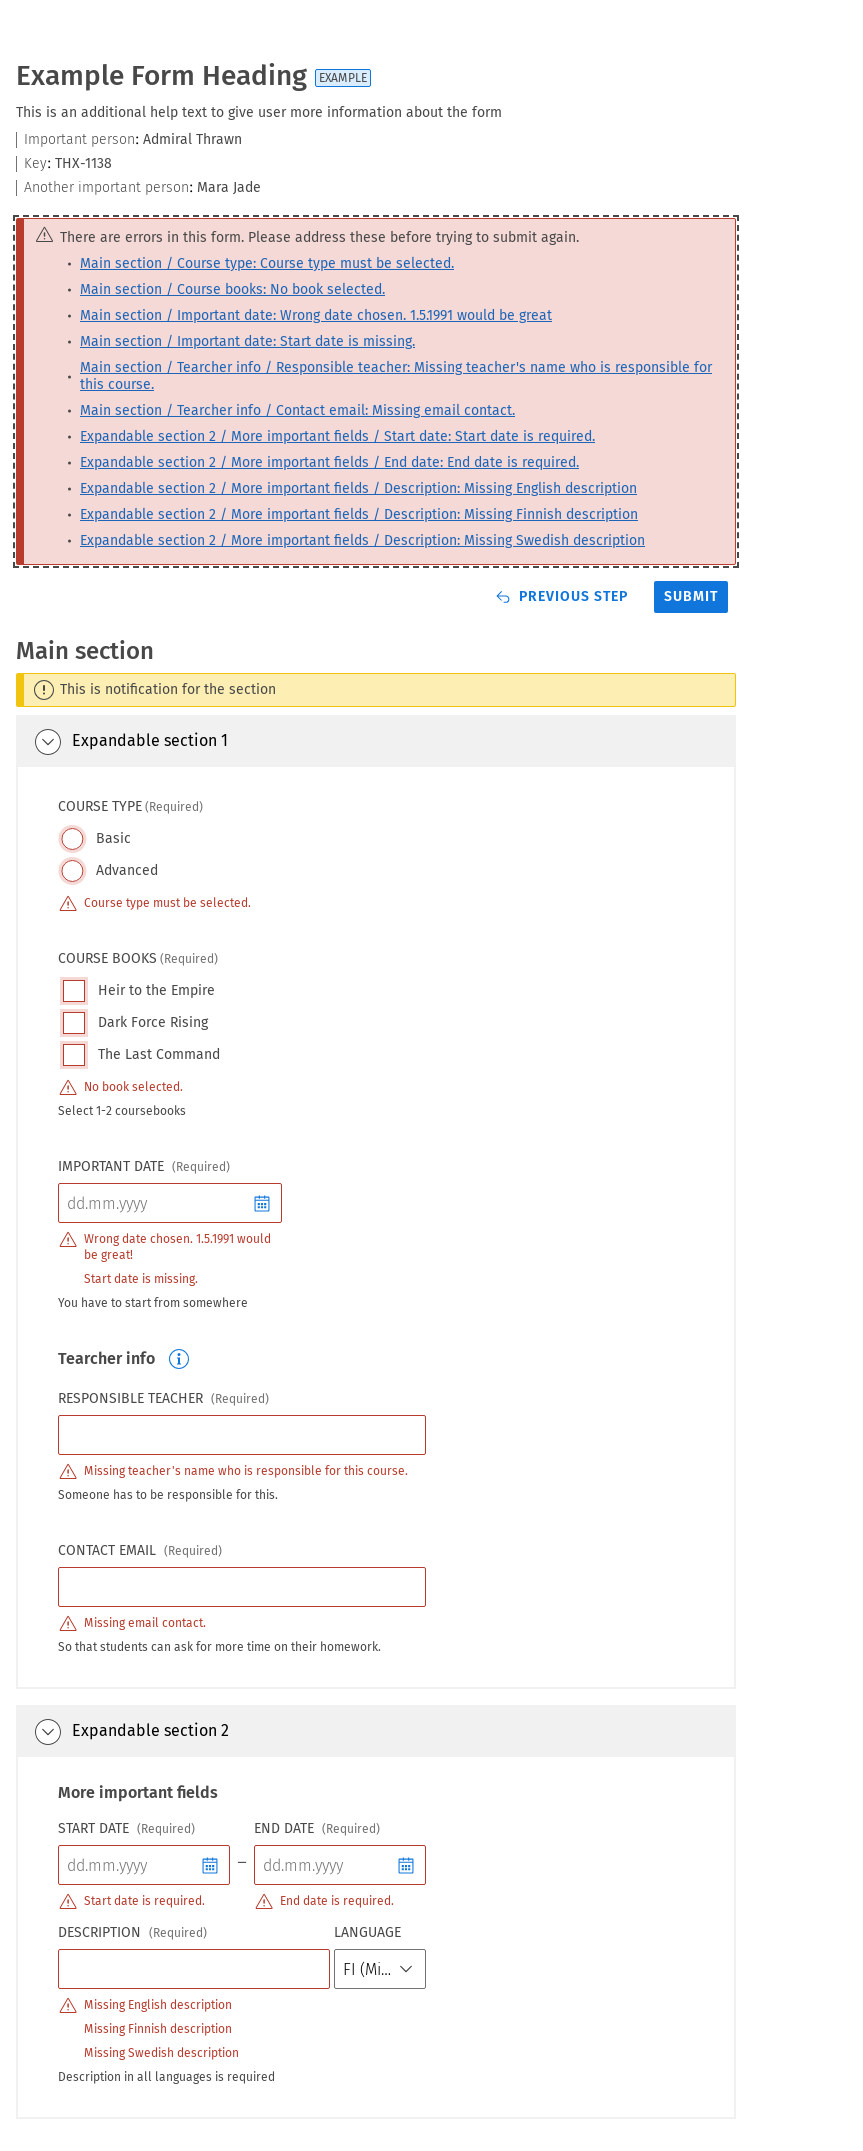 Example Form Heading EXAMPLE
This is an additional help text to give user more information about the form
Important person: Admiral Thrawn
Key: THX-1138
Another important person: Mara Jade
There are errors in this form. Please address these before trying to submit again.
• Main section / Course type: Course type must be selected.
• Main section / Course books: No book selected.
• Main section / Important date: Wrong date chosen. 1.5.1991 would be great
• Main section / Important date: Start date is missing.
• Main section / Tearcher info / Responsible teacher: Missing teacher's name who is responsible for
this course.
• Main section / Tearcher info / Contact email: Missing email contact.
• Expandable section 2 / More important fields / Start date: Start date is required.
• Expandable section 2 / More important fields / End date: End date is required.
• Expandable section 2 / More important fields / Description: Missing English description
• Expandable section 2 / More important fields / Description: Missing Finnish description
• Expandable section 2 / More important fields / Description: Missing Swedish description
PREVIOUS STEP SUBMIT
Main section
This is notification for the section
Expandable section 1
COURSE TYPE (Required)
Basic
Advanced
Course type must be selected.
COURSE BOOKS (Required)
Heir to the Empire
Dark Force Rising
The Last Command
No book selected.
Select 1-2 coursebooks
IMPORTANT DATE (Required)
dd.mm.yyyy
Wrong date chosen. 1.5.1991 would
be great!
Start date is missing.
You have to start from somewhere
Tearcher info
RESPONSIBLE TEACHER (Required)
Missing teacher's name who is responsible for this course.
Someone has to be responsible for this.
CONTACT EMAIL (Required)
Missing email contact.
So that students can ask for more time on their homework.
Expandable section 2
More important fields
START DATE (Required) END DATE (Required)
dd.mm.yyyy – dd.mm.yyyy
Start date is required. End date is required.
DESCRIPTION (Required) LANGUAGE
FI (Mi...
Missing English description
Missing Finnish description
Missing Swedish description
Description in all languages is required